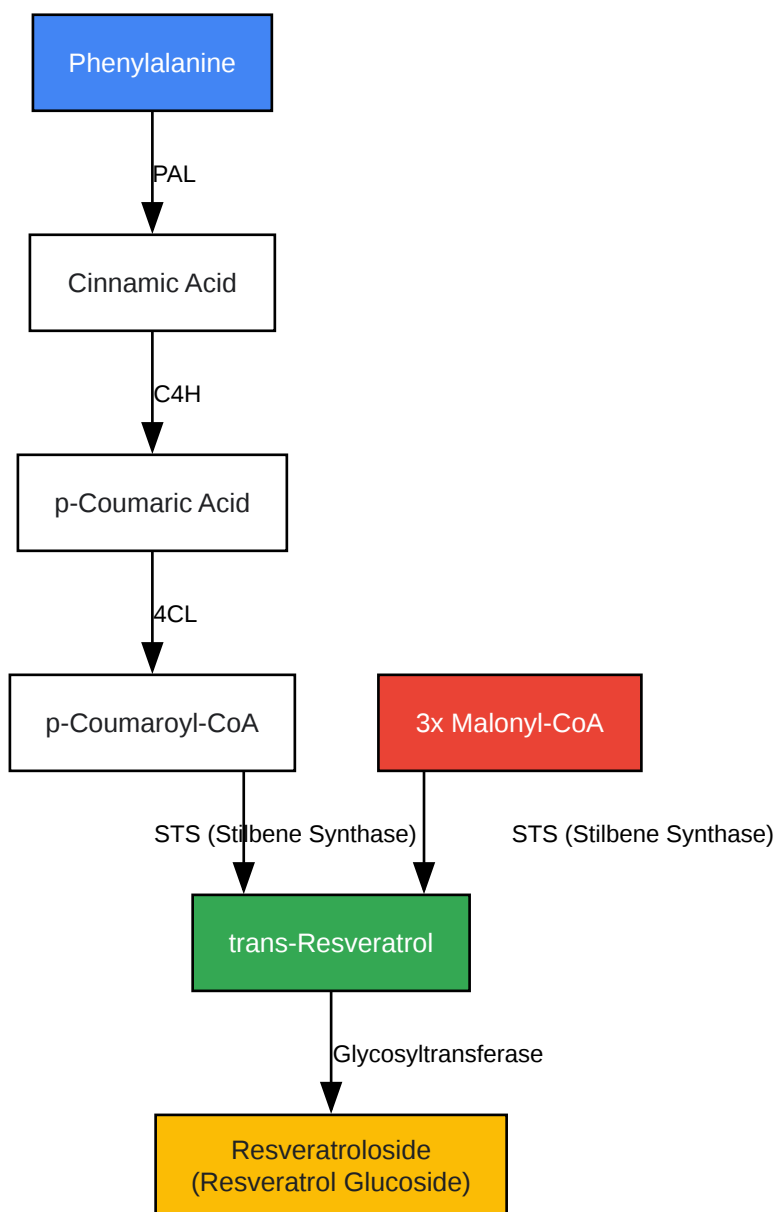 Phenylalanine
PAL
Cinnamic Acid
C4H
p-Coumaric Acid
4CL
p-Coumaroyl-CoA
3x Malonyl-CoA
STS (Stilbene Synthase)
STS (Stilbene Synthase)
trans-Resveratrol
Glycosyltransferase
Resveratroloside
(Resveratrol Glucoside)